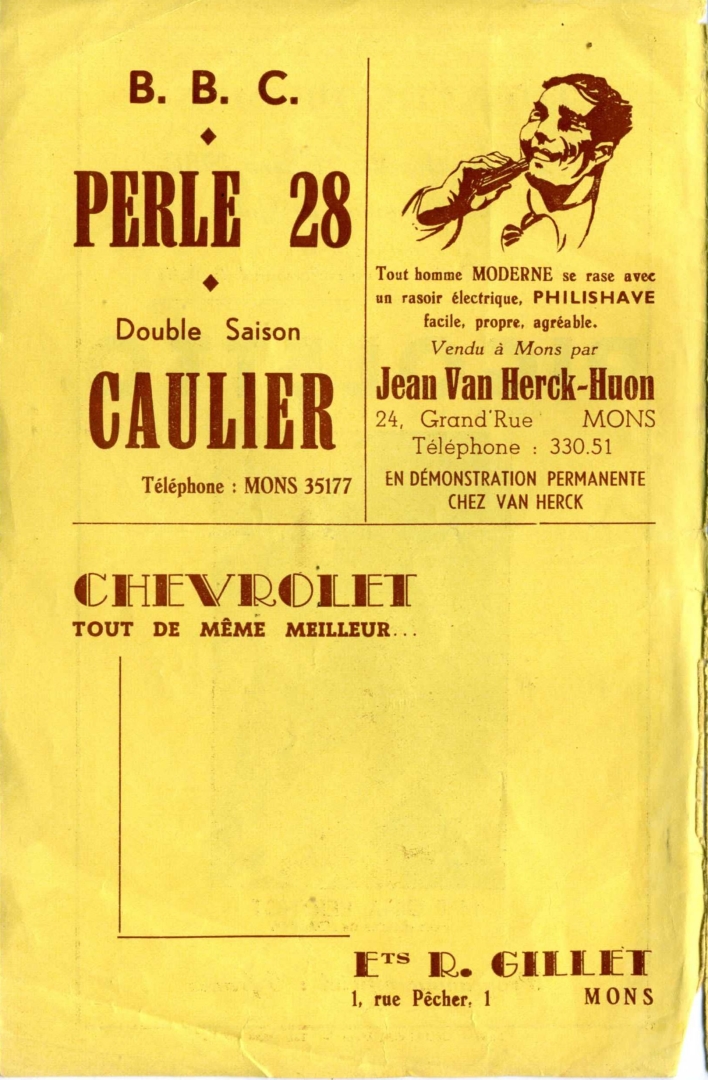 B. B. C.
PERLE 28
Double Saison
CAULIER
Téléphone : MONS 35177
Tout homme MODERNE se rase avec
un rasoir électrique, PHILISHAVE
facile, propre, agréable.
Vendu à Mons par
Jean Van Herck-Huon
24, Grand'Rue MONS
Téléphone : 330.51
EN DÉMONSTRATION PERMANENTE
CHEZ VAN HERCK
CHEVROLET
TOUT DE MÊME MEILLEUR...
ETS R. GILLET
1, rue Pêcher, 1 MONS